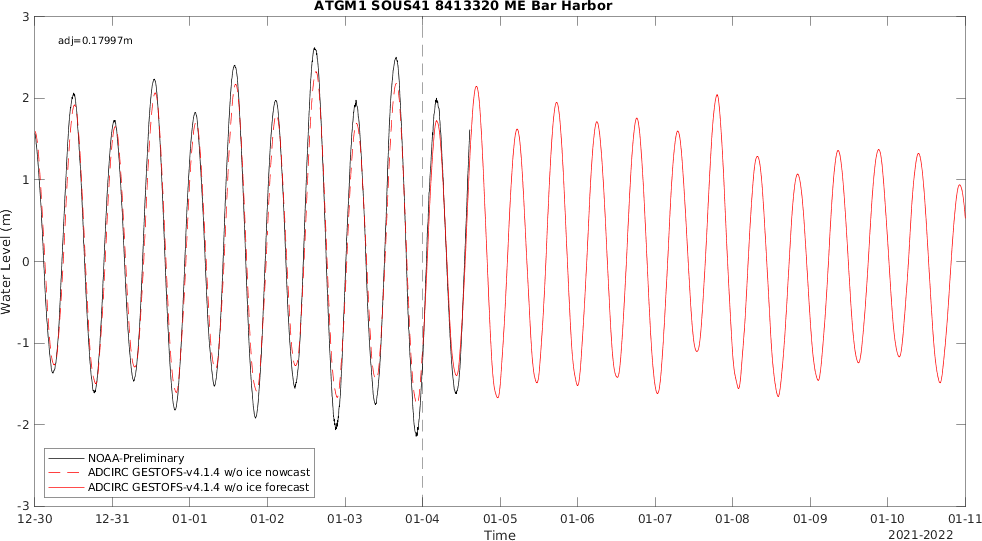 ATGM1 SOUS41 8413320 ME Bar Harbor
3
adj=0.17997m
2
1
0
-1
-2
-3
Water Level (m)
NOAA-Preliminary
ADCIRC GESTOFS-v4.1.4 w/o ice nowcast
ADCIRC GESTOFS-v4.1.4 w/o ice forecast
12-30 12-31 01-01 01-02 01-03 01-04 01-05 01-06 01-07 01-08 01-09 01-10 01-11
Time
2021-2022